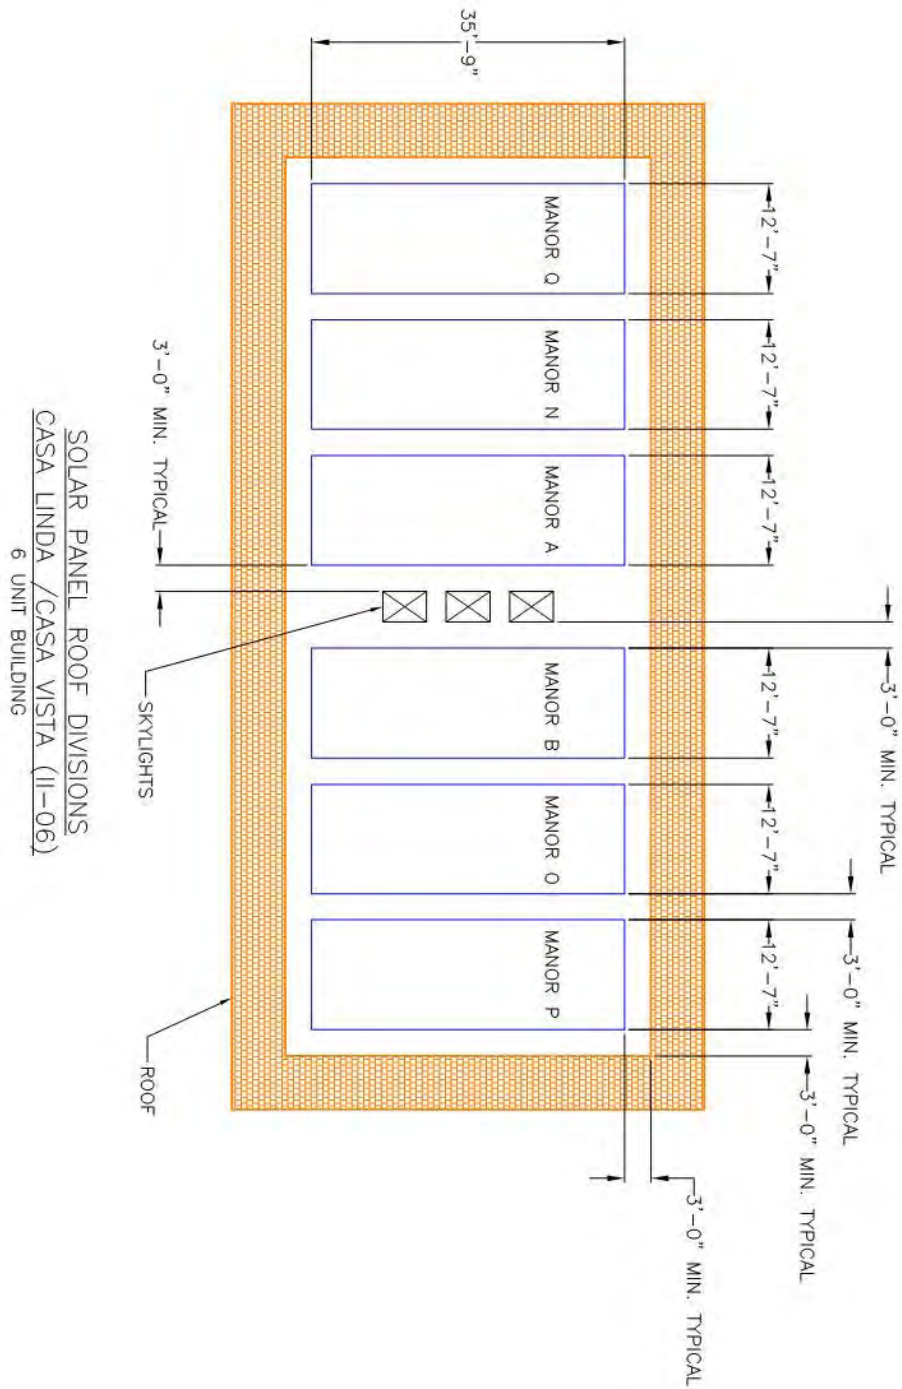 35'-9"
12'-7"
12'-7"
12'-7"
12'-7"
12'-7"
12'-7"
3'-0" MIN. TYPICAL
3'-0" MIN. TYPICAL
3'-0" MIN. TYPICAL
3'-0" MIN. TYPICAL
MANOR Q
MANOR N
MANOR A
MANOR B
MANOR O
MANOR P
3'-0" MIN. TYPICAL
SKYLIGHTS
ROOF
SOLAR PANEL ROOF DIVISIONS
CASA LINDA /CASA VISTA (II-06)
6 UNIT BUILDING